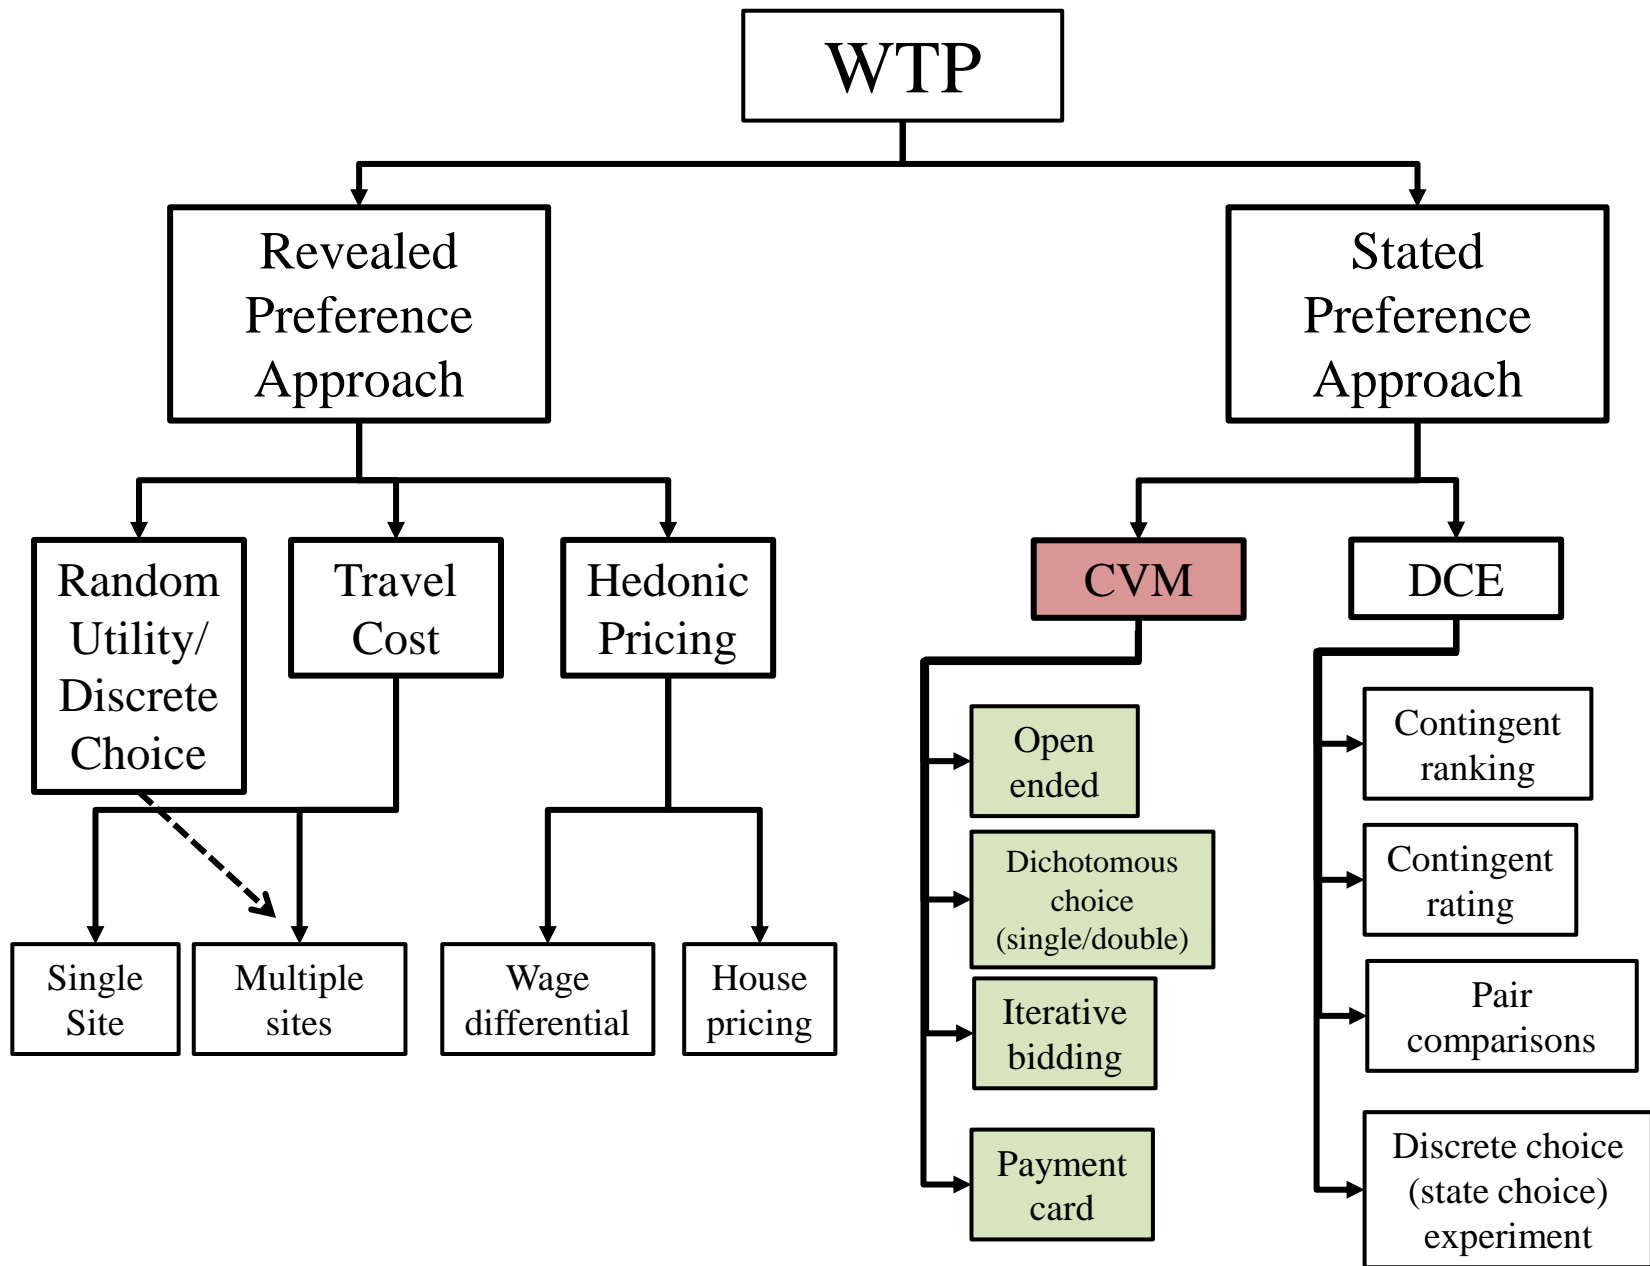 WTP
Revealed
Preference
Approach
Stated
Preference
Approach
Random
Utility/
Discrete
Choice
Travel
Cost
Hedonic
Pricing
CVM
DCE
Open
ended
Dichotomous
choice
(single/double)
Iterative
bidding
Payment
card
Contingent
ranking
Contingent
rating
Pair
comparisons
Discrete choice
(state choice)
experiment
Single
Site
Multiple
sites
Wage
differential
House
pricing